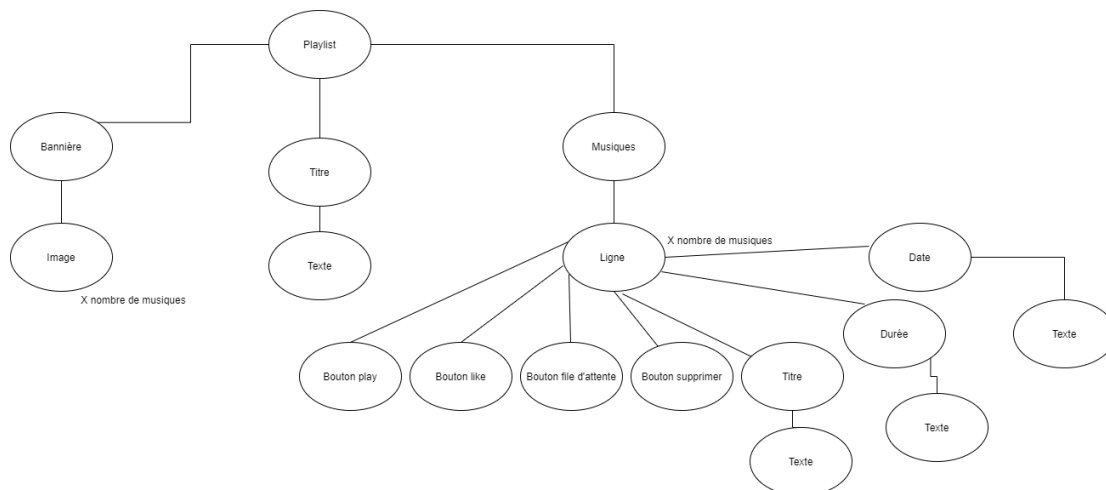 Playlist
Bannière
Musiques
Titre
Image
Texte
Ligne
X nombre de musiques
Date
X nombre de musiques
Durée
Texte
Bouton play
Bouton like
Bouton file d'attente
Bouton supprimer
Titre
Texte
Texte